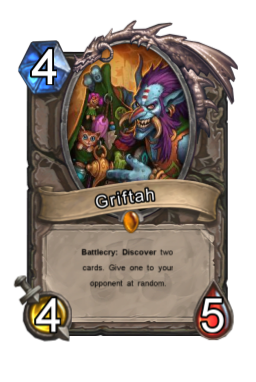 4
Griftah
Battlecry: Discover two
cards. Give one to your
opponent at random.
4
5